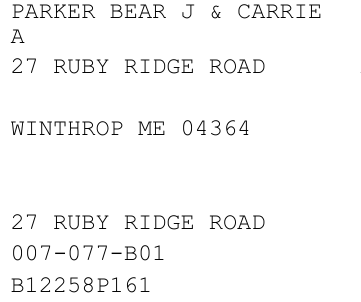 PARKER BEAR J & CARRIE
A
27 RUBY RIDGE ROAD
WINTHROP ME 04364
27 RUBY RIDGE ROAD
007-077-B01
B12258P161